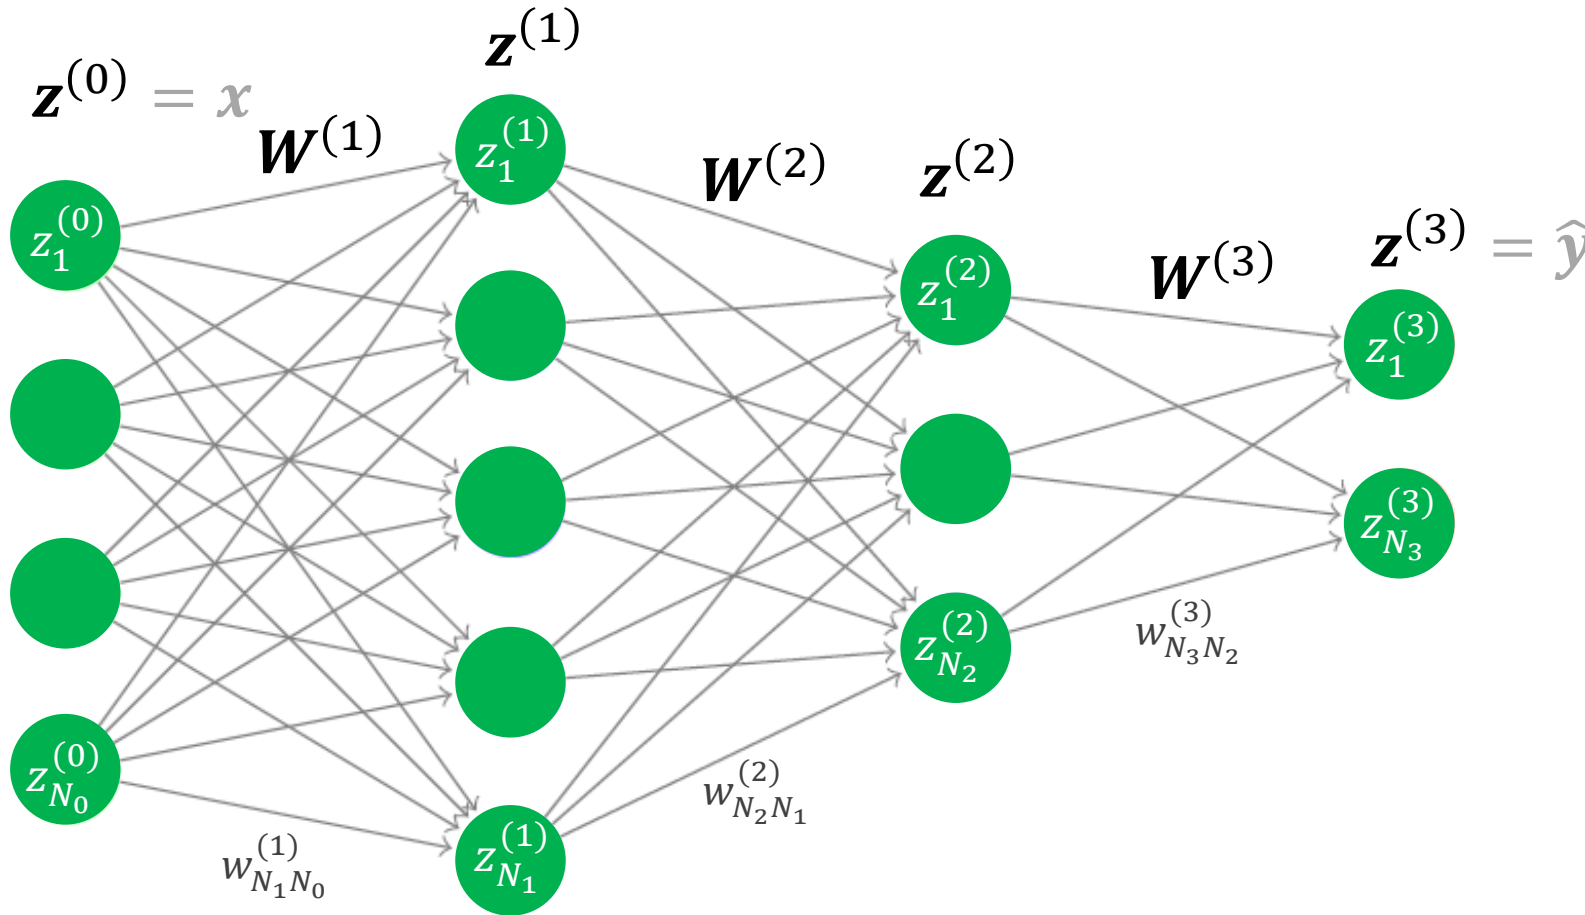 z^(0) = x
W^(1)
z^(1)
W^(2)
z^(2)
W^(3)
z^(3) = ŷ
z_1^(0)
z_{N_0}^(0)
w_{N_1N_0}^(1)
z_1^(1)
z_{N_1}^(1)
w_{N_2N_1}^(2)
z_1^(2)
z_{N_2}^(2)
w_{N_3N_2}^(3)
z_1^(3)
z_{N_3}^(3)